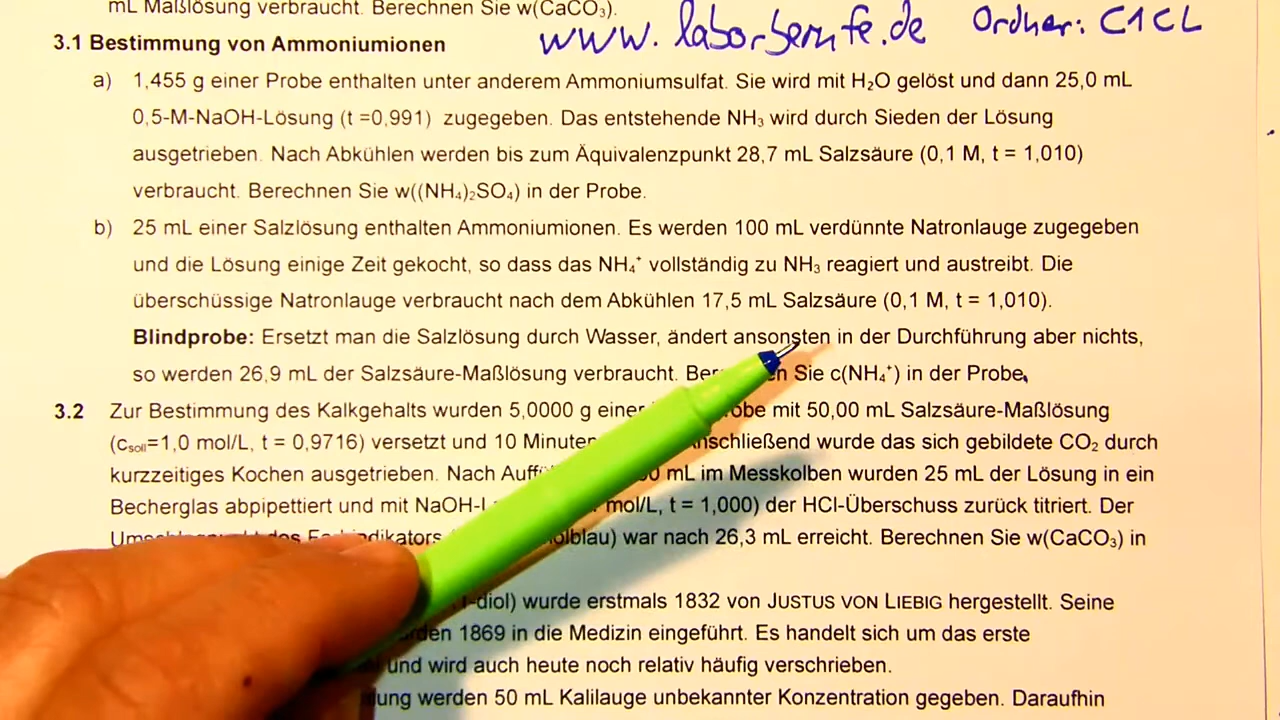 mL Maßlösung verbraucht. Berechnen Sie w(CaCO₃).
www.laborberufe.de Ordner: C1CL
3.1 Bestimmung von Ammoniumionen
a) 1,455 g einer Probe enthalten unter anderem Ammoniumsulfat. Sie wird mit H₂O gelöst und dann 25,0 mL
0,5-M-NaOH-Lösung (t =0,991) zugegeben. Das entstehende NH₃ wird durch Sieden der Lösung
ausgetrieben. Nach Abkühlen werden bis zum Äquivalenzpunkt 28,7 mL Salzsäure (0,1 M, t = 1,010)
verbraucht. Berechnen Sie w((NH₄)₂SO₄) in der Probe.
b) 25 mL einer Salzlösung enthalten Ammoniumionen. Es werden 100 mL verdünnte Natronlauge zugegeben
und die Lösung einige Zeit gekocht, so dass das NH₄⁺ vollständig zu NH₃ reagiert und austreibt. Die
überschüssige Natronlauge verbraucht nach dem Abkühlen 17,5 mL Salzsäure (0,1 M, t = 1,010).
Blindprobe: Ersetzt man die Salzlösung durch Wasser, ändert ansonsten in der Durchführung aber nichts,
so werden 26,9 mL der Salzsäure-Maßlösung verbraucht. Sie c(NH₄⁺) in der Probe.
3.2 Zur Bestimmung des Kalkgehalts wurden 5,0000 g einer mit 50,00 mL Salzsäure-Maßlösung
(cₛₒₗₗ=1,0 mol/L, t = 0,9716) versetzt und 10 Minuten wurde das sich gebildete CO₂ durch
kurzzeitiges Kochen ausgetrieben. Nach mL im Messkolben wurden 25 mL der Lösung in ein
Becherglas abpipettiert und mit mol/L, t = 1,000) der HCl-Überschuss zurück titriert. Der
war nach 26,3 mL erreicht. Berechnen Sie w(CaCO₃) in
-diol) wurde erstmals 1832 von JUSTUS VON LIEBIG hergestellt. Seine
1869 in die Medizin eingeführt. Es handelt sich um das erste
und wird auch heute noch relativ häufig verschrieben.
werden 50 mL Kalilauge unbekannter Konzentration gegeben. Daraufhin